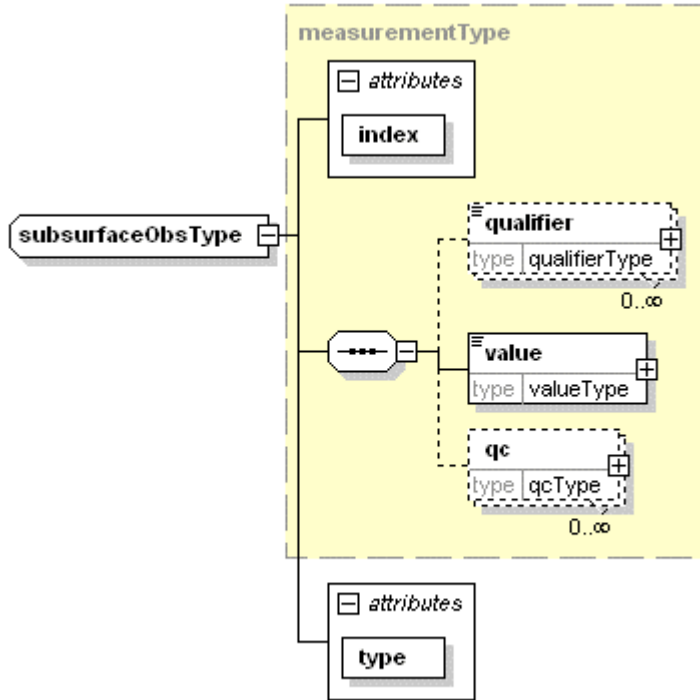 measurementType
attributes
index
subsurfaceObsType
qualifier
type qualifierType
0..∞
value
type valueType
qc
type qcType
0..∞
attributes
type